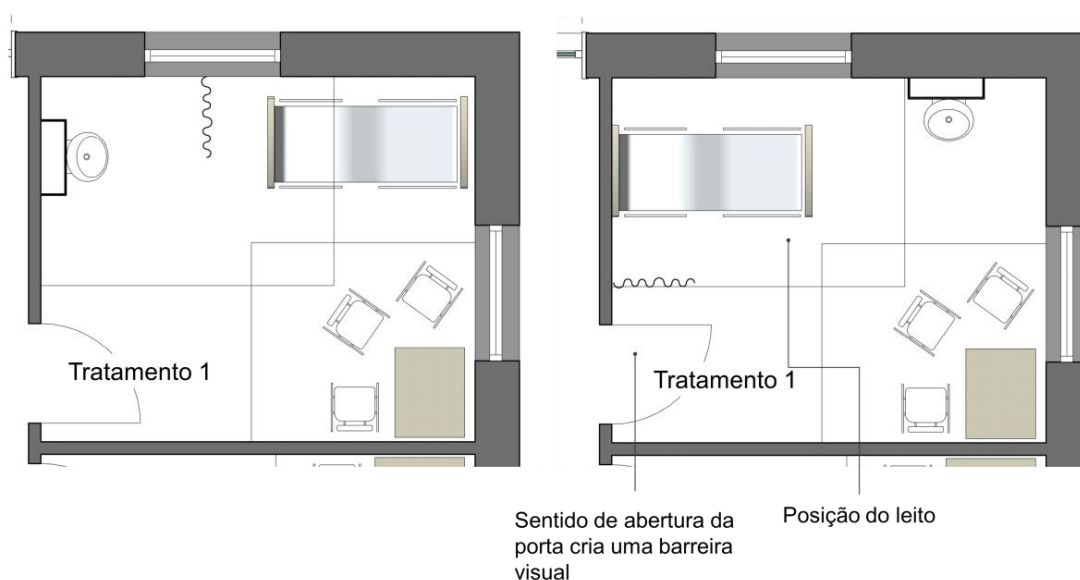 Tratamento 1
Tratamento 1
Sentido de abertura da
porta cria uma barreira
visual
Posição do leito